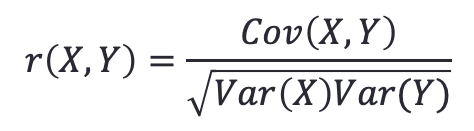 r(X,Y) = Cov(X,Y) / √Var(X)Var(Y)